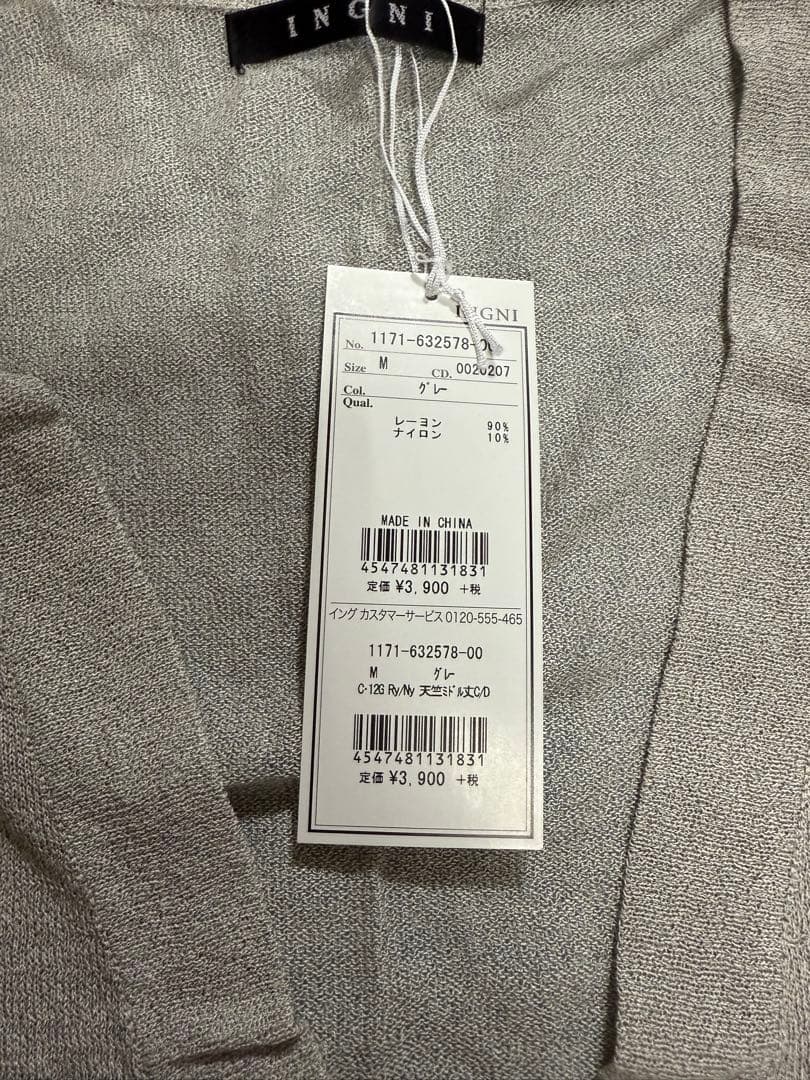 INGNI
INGNI
No. 1171-632578-00
Size M CD. 0020207
Col. グレー
Qual.
レーヨン 90%
ナイロン 10%
MADE IN CHINA
4547481131831
定価 ¥3,900 +税
イング カスタマーサービス 0120-555-465
1171-632578-00
M グレー
C-12G Ry/Ny 天竺ミドル丈C/D
4547481131831
定価 ¥3,900 +税